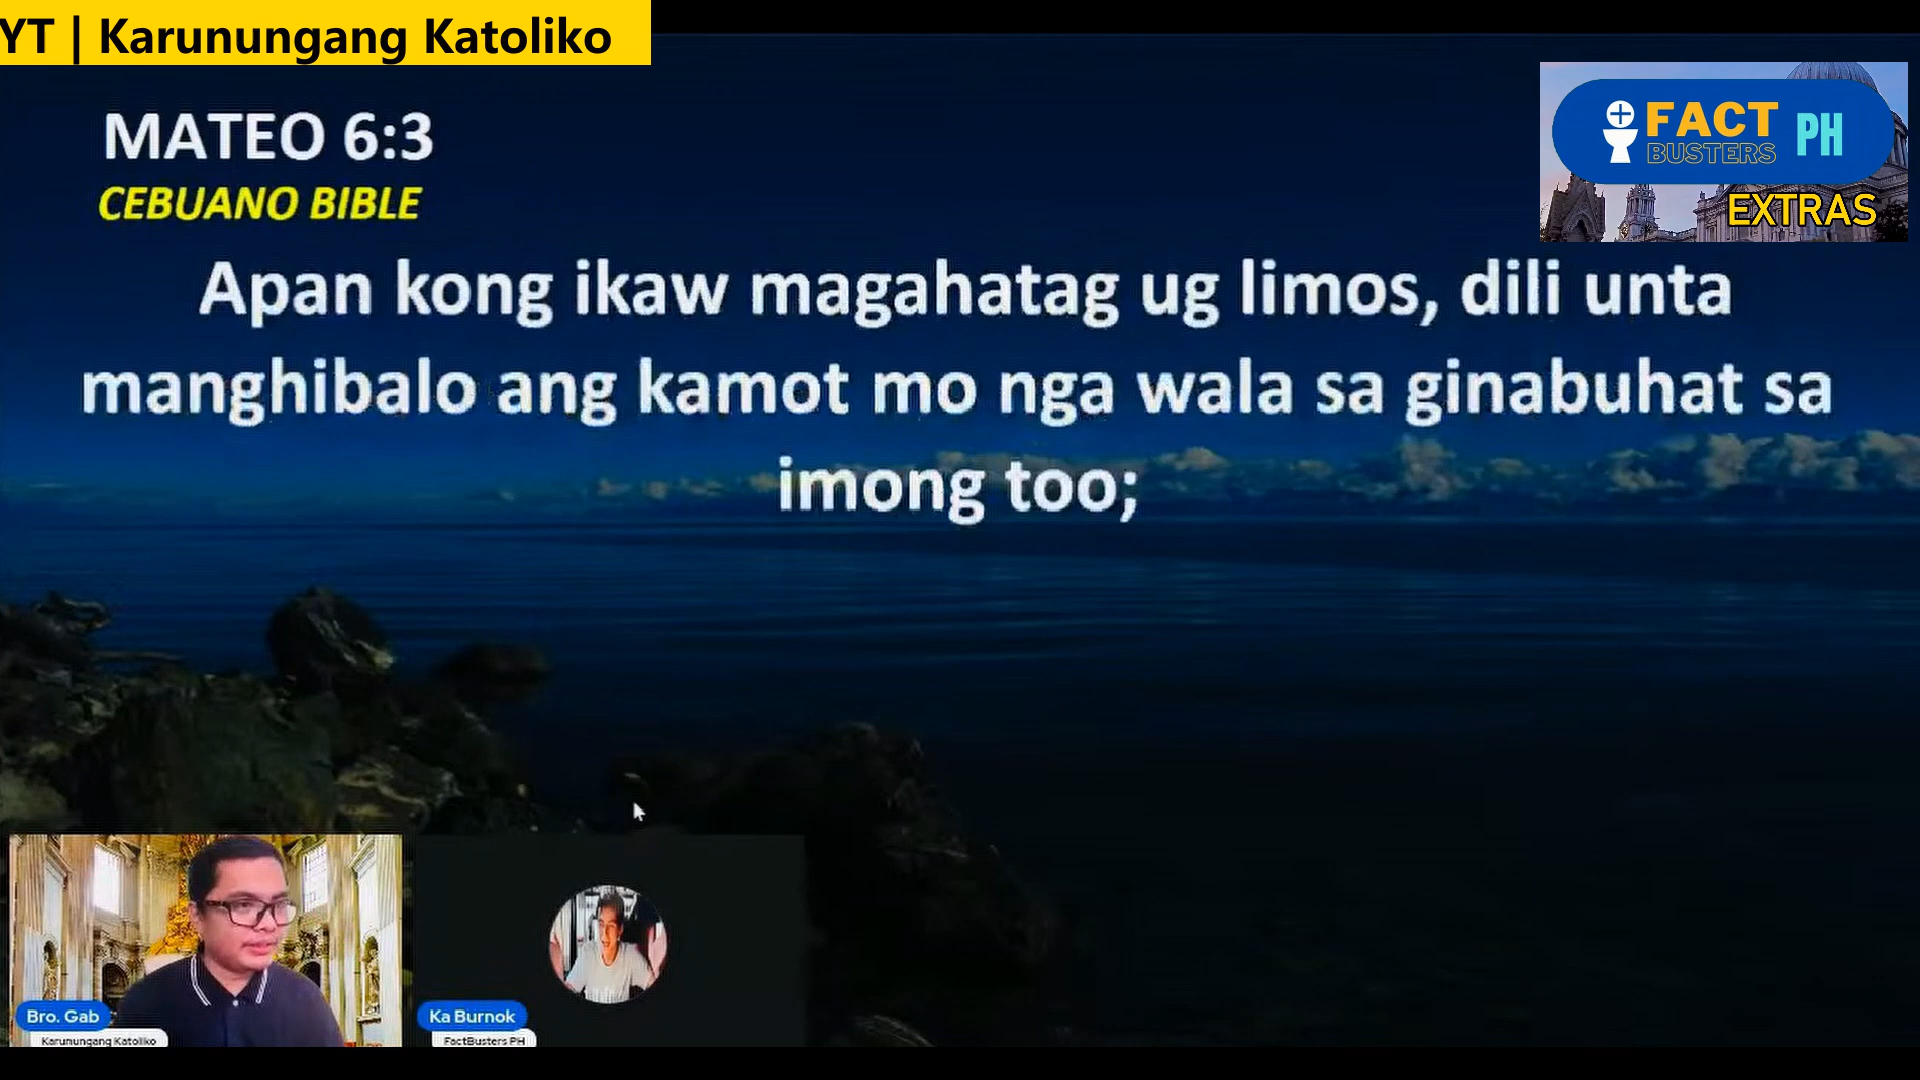 YT | Karunungang Katoliko
FACT
BUSTERS
PH
EXTRAS
MATEO 6:3
CEBUANO BIBLE
Apan kong ikaw magahatag ug limos, dili unta
manghibalo ang kamot mo nga wala sa ginabuhat sa
imong too;
Bro. Gab
Karunungang Katoliko
Ka Burnok
FactBusters PH